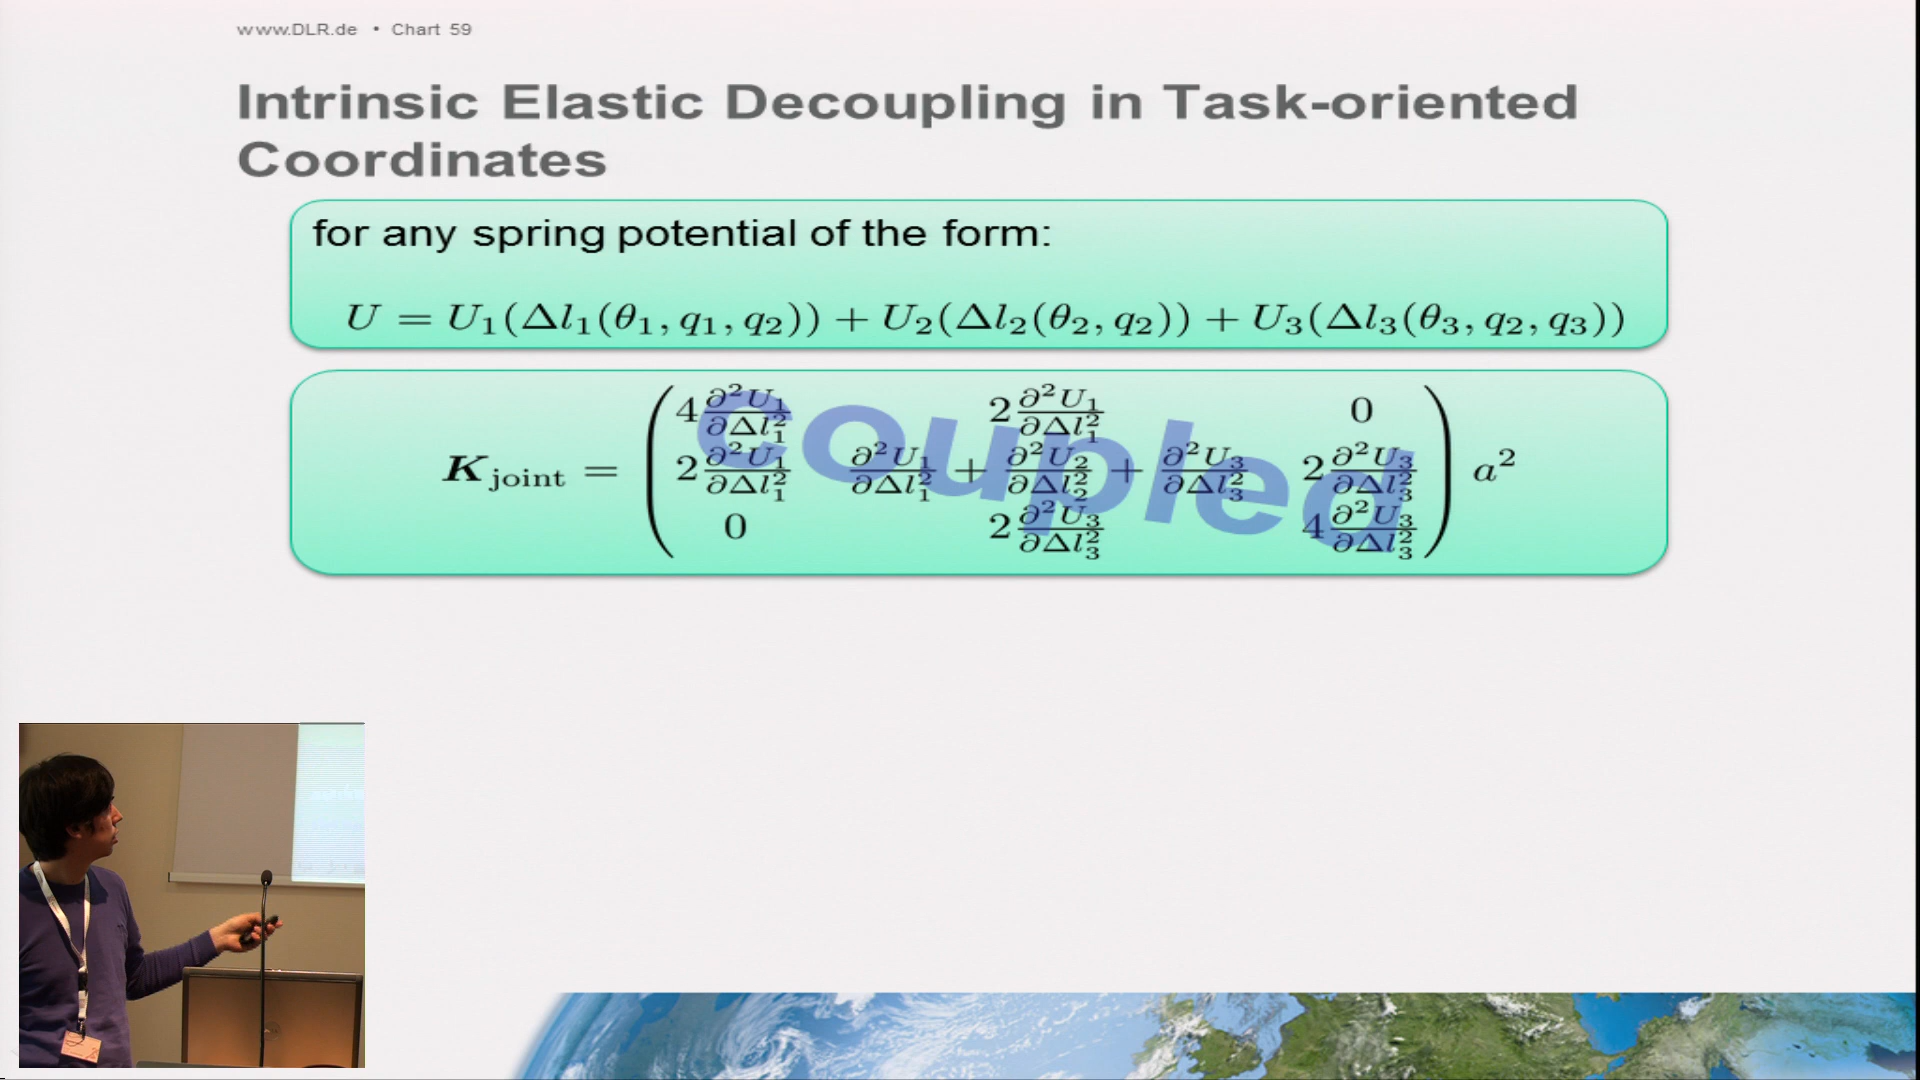 www.DLR.de • Chart 59
Intrinsic Elastic Decoupling in Task-oriented
Coordinates
for any spring potential of the form:
U = U₁(Δl₁(θ₁, q₁, q₂)) + U₂(Δl₂(θ₂, q₂)) + U₃(Δl₃(θ₃, q₂, q₃))
K_joint = ( 4 ∂²U₁/∂Δl₁² 2 ∂²U₁/∂Δl₁² 0
2 ∂²U₁/∂Δl₁² ∂²U₁/∂Δl₁² + ∂²U₂/∂Δl₂² + ∂²U₃/∂Δl₃² 2 ∂²U₃/∂Δl₃²
0 2 ∂²U₃/∂Δl₃² 4 ∂²U₃/∂Δl₃² ) a²
coupled